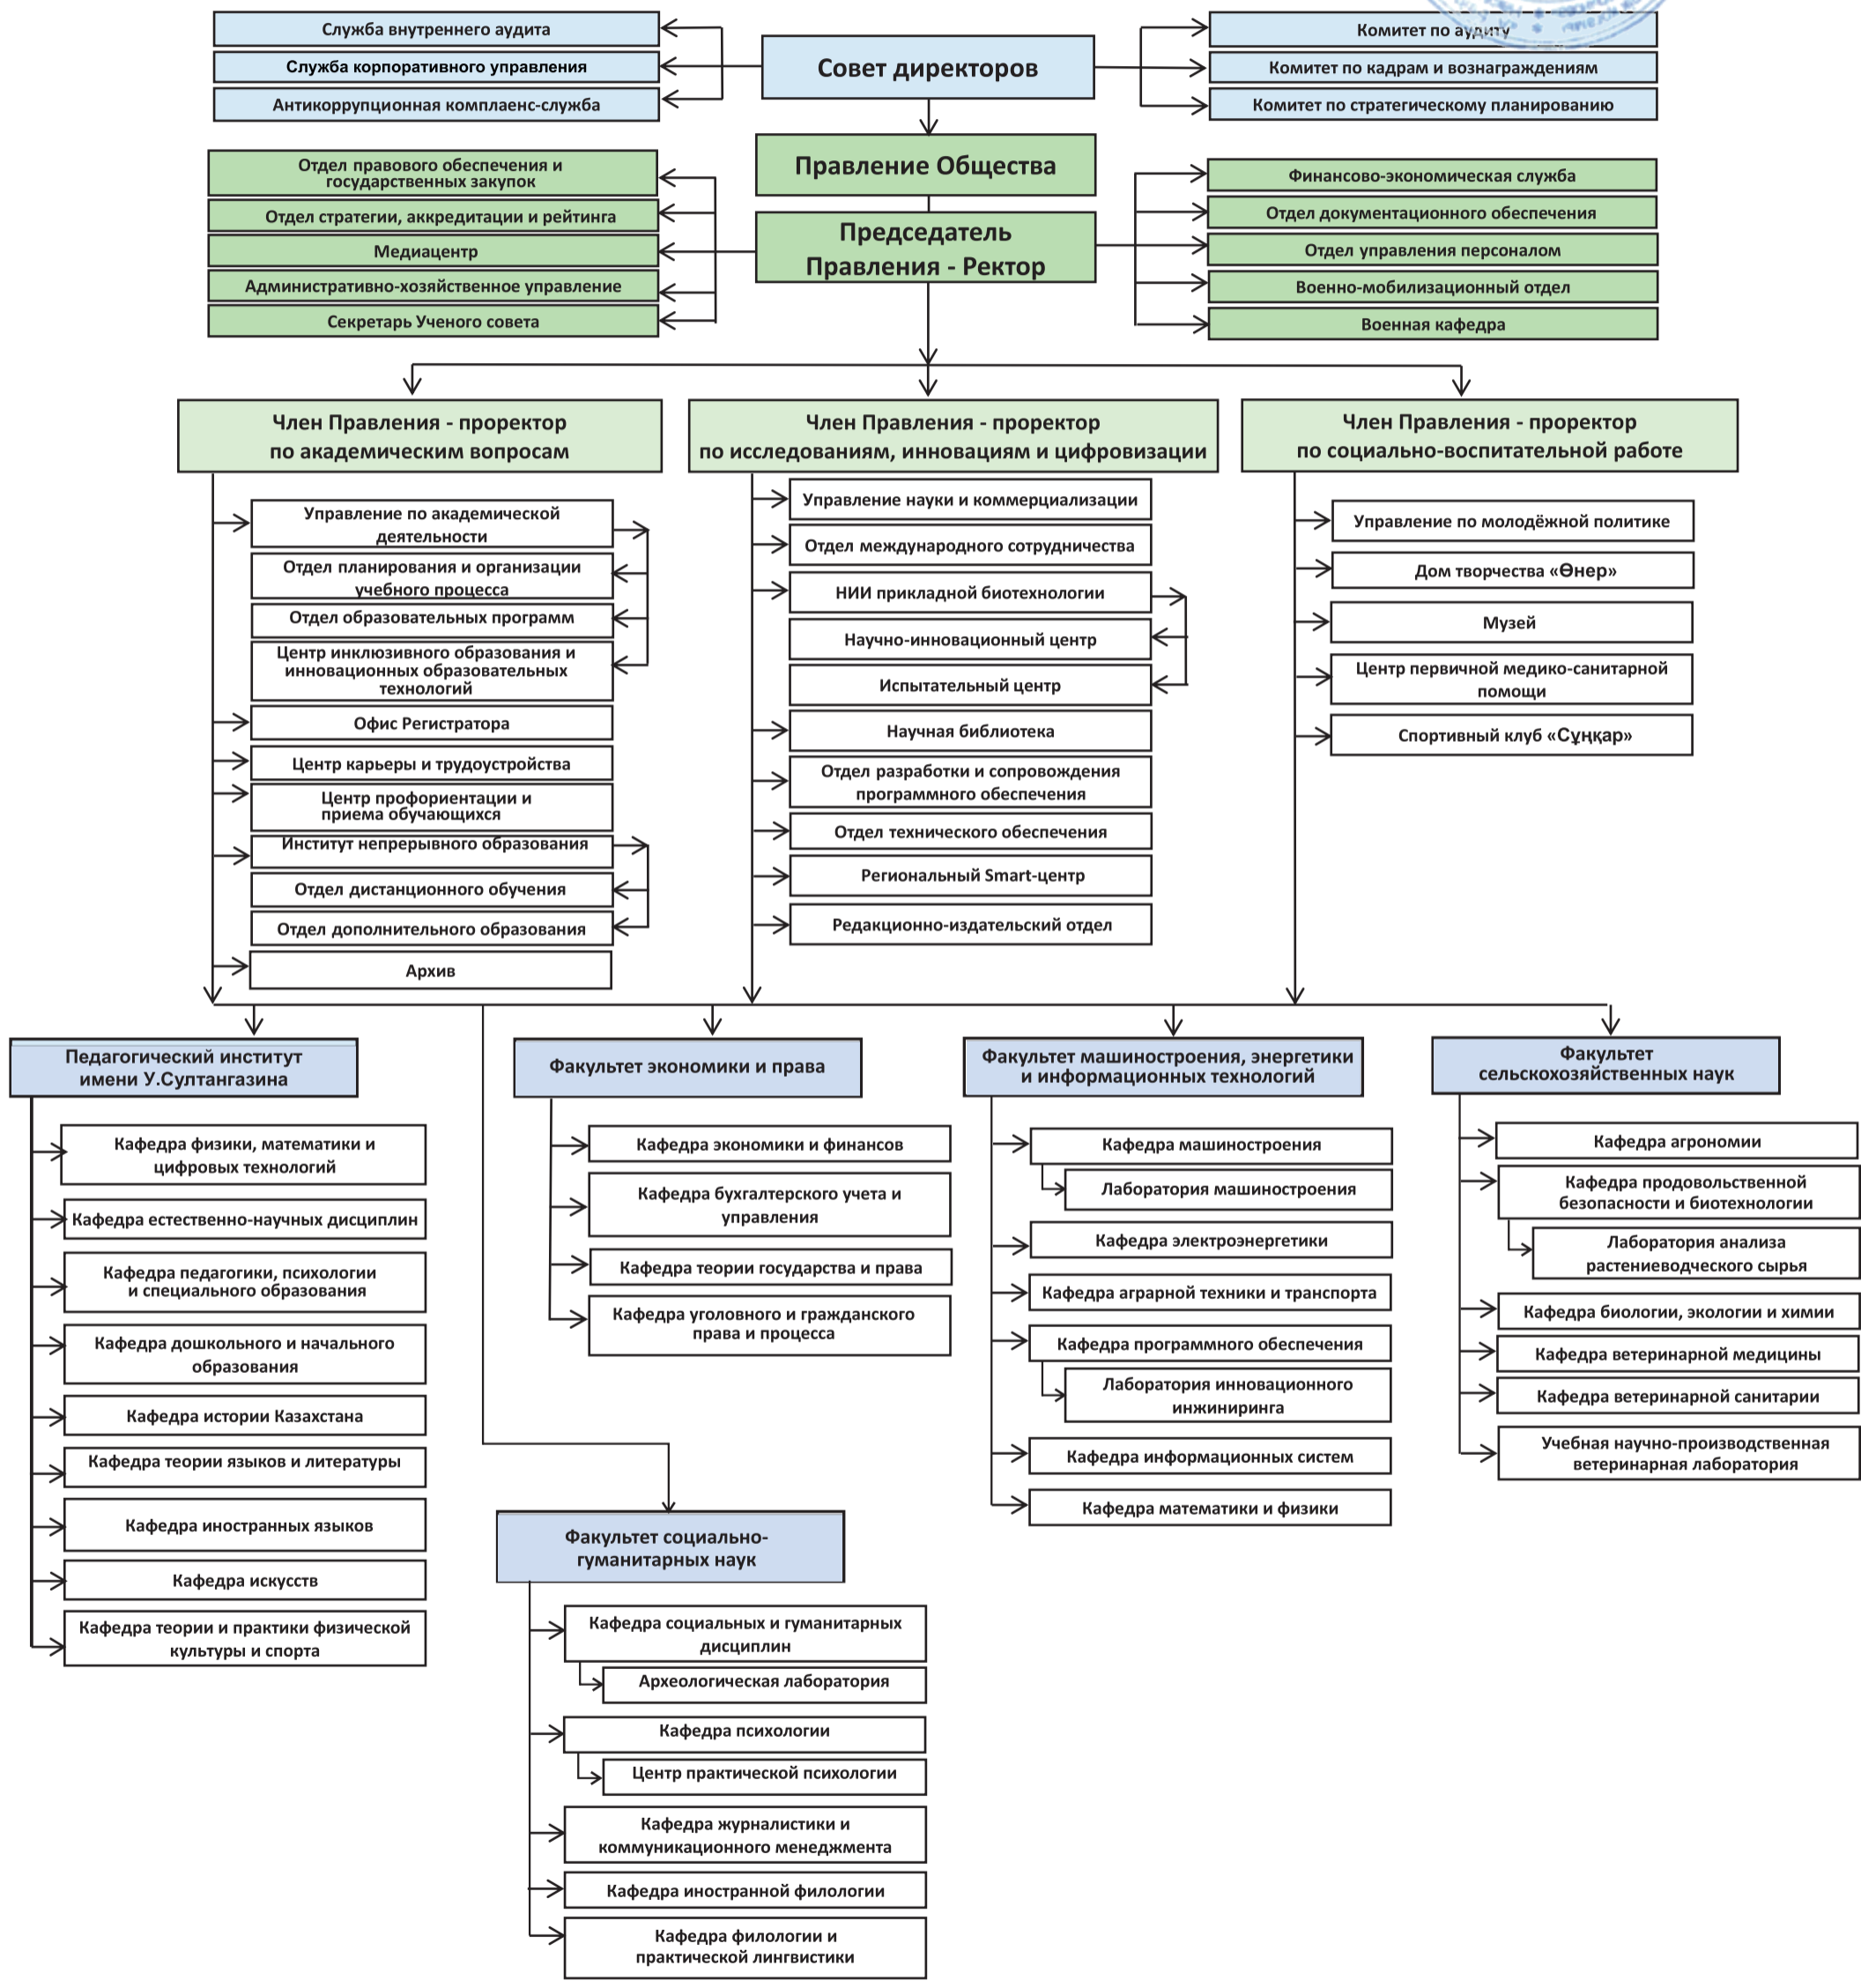 Служба внутреннего аудита
Служба корпоративного управления
Антикоррупционная комплаенс-служба
Совет директоров
Комитет по аудиту
Комитет по кадрам и вознаграждениям
Комитет по стратегическому планированию
Правление Общества
Председатель
Правления - Ректор
Отдел правового обеспечения и
государственных закупок
Отдел стратегии, аккредитации и рейтинга
Медиацентр
Административно-хозяйственное управление
Секретарь Ученого совета
Финансово-экономическая служба
Отдел документационного обеспечения
Отдел управления персоналом
Военно-мобилизационный отдел
Военная кафедра
Член Правления - проректор
по академическим вопросам
Управление по академической
деятельности
Отдел планирования и организации
учебного процесса
Отдел образовательных программ
Центр инклюзивного образования и
инновационных образовательных
технологий
Офис Регистратора
Центр карьеры и трудоустройства
Центр профориентации и
приема обучающихся
Институт непрерывного образования
Отдел дистанционного обучения
Отдел дополнительного образования
Архив
Член Правления - проректор
по исследованиям, инновациям и цифровизации
Управление науки и коммерциализации
Отдел международного сотрудничества
НИИ прикладной биотехнологии
Научно-инновационный центр
Испытательный центр
Научная библиотека
Отдел разработки и сопровождения
программного обеспечения
Отдел технического обеспечения
Региональный Smart-центр
Редакционно-издательский отдел
Член Правления - проректор
по социально-воспитательной работе
Управление по молодёжной политике
Дом творчества «Өнер»
Музей
Центр первичной медико-санитарной
помощи
Спортивный клуб «Сұңқар»
Педагогический институт
имени У.Султангазина
Кафедра физики, математики и
цифровых технологий
Кафедра естественно-научных дисциплин
Кафедра педагогики, психологии
и специального образования
Кафедра дошкольного и начального
образования
Кафедра истории Казахстана
Кафедра теории языков и литературы
Кафедра иностранных языков
Кафедра искусств
Кафедра теории и практики физической
культуры и спорта
Факультет экономики и права
Кафедра экономики и финансов
Кафедра бухгалтерского учета и
управления
Кафедра теории государства и права
Кафедра уголовного и гражданского
права и процесса
Факультет социально-
гуманитарных наук
Кафедра социальных и гуманитарных
дисциплин
Археологическая лаборатория
Кафедра психологии
Центр практической психологии
Кафедра журналистики и
коммуникационного менеджмента
Кафедра иностранной филологии
Кафедра филологии и
практической лингвистики
Факультет машиностроения, энергетики
и информационных технологий
Кафедра машиностроения
Лаборатория машиностроения
Кафедра электроэнергетики
Кафедра аграрной техники и транспорта
Кафедра программного обеспечения
Лаборатория инновационного
инжиниринга
Кафедра информационных систем
Кафедра математики и физики
Факультет
сельскохозяйственных наук
Кафедра агрономии
Кафедра продовольственной
безопасности и биотехнологии
Лаборатория анализа
растениеводческого сырья
Кафедра биологии, экологии и химии
Кафедра ветеринарной медицины
Кафедра ветеринарной санитарии
Учебная научно-производственная
ветеринарная лаборатория